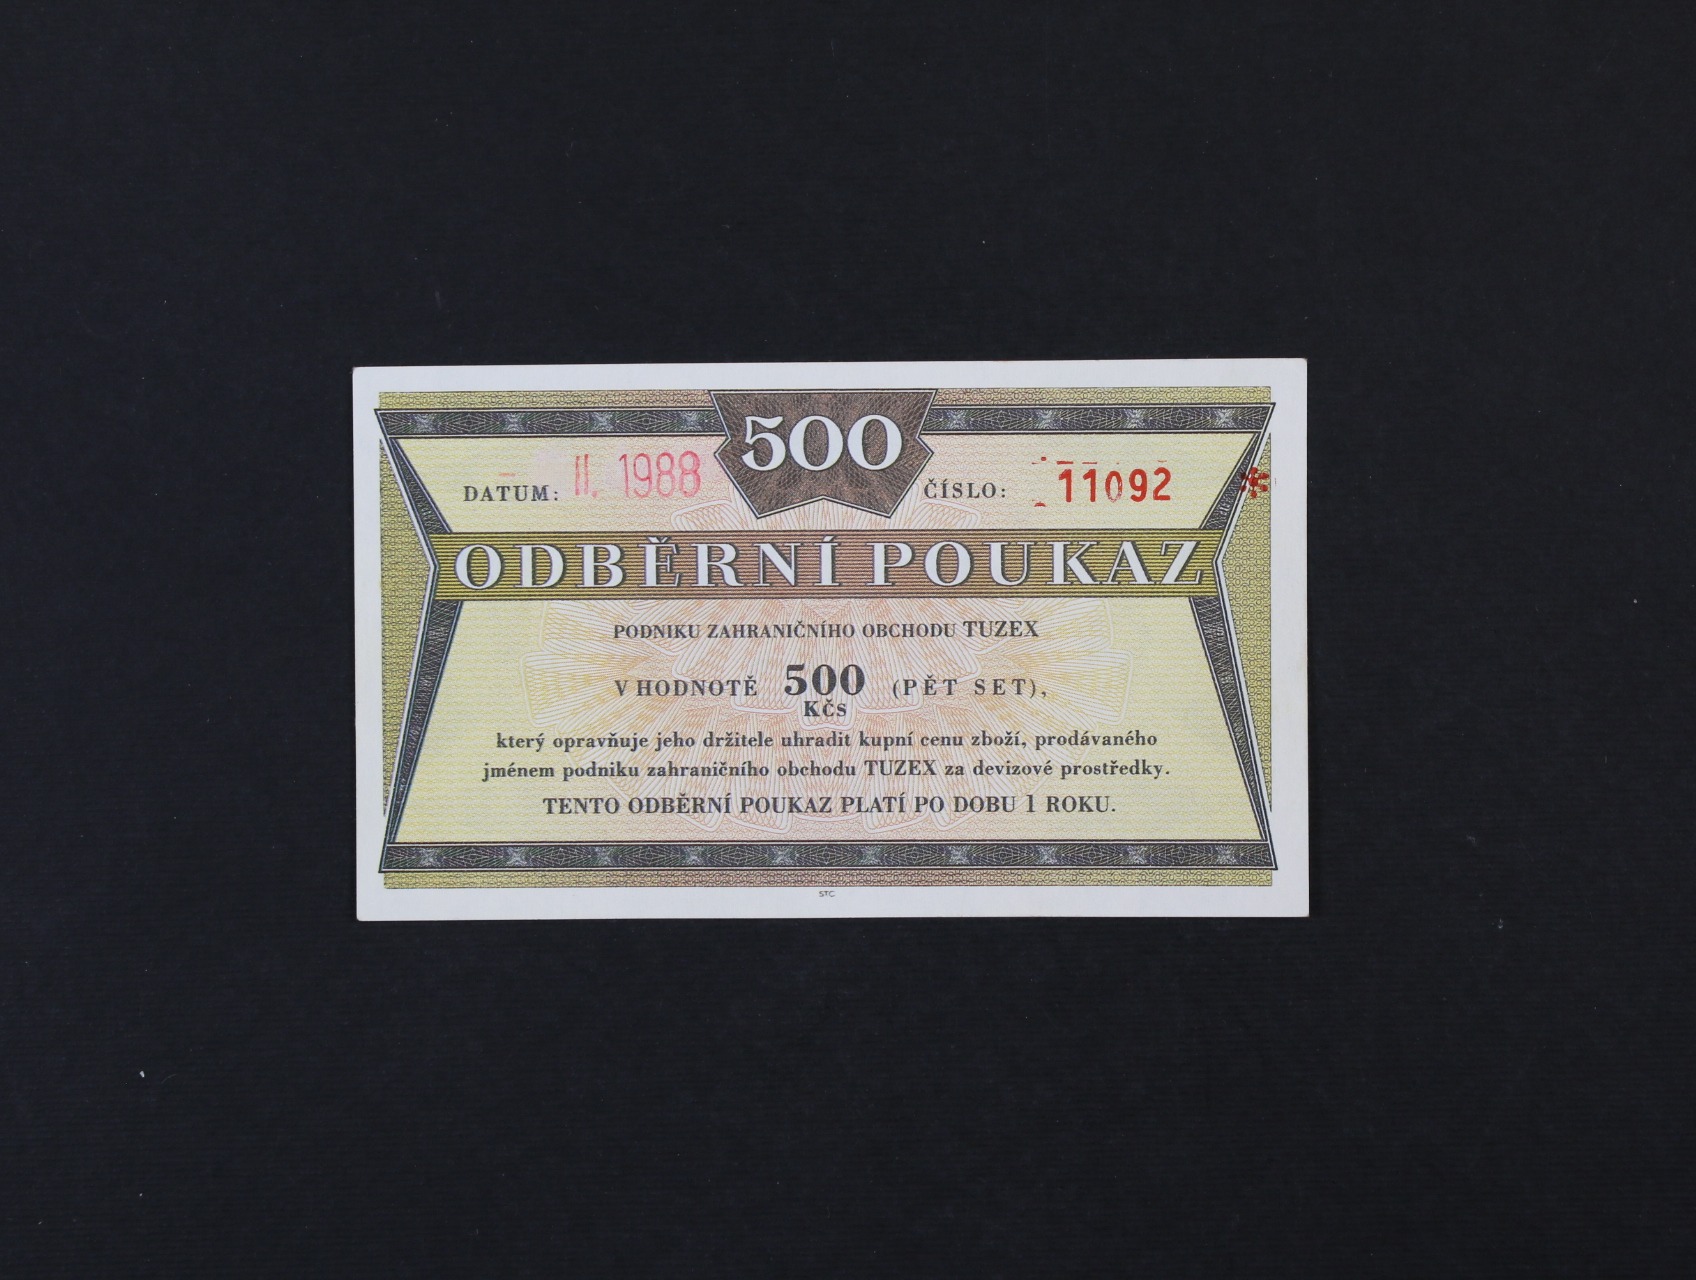 500
DATUM: II. 1988
ČÍSLO: 11092 *
ODBĚRNÍ POUKAZ
PODNIKU ZAHRANIČNÍHO OBCHODU TUZEX
V HODNOTĚ 500 (PĚT SET),
KČS
který opravňuje jeho držitele uhradit kupní cenu zboží, prodávaného
jménem podniku zahraničního obchodu TUZEX za devizové prostředky.
TENTO ODBĚRNÍ POUKAZ PLATÍ PO DOBU 1 ROKU.
STC